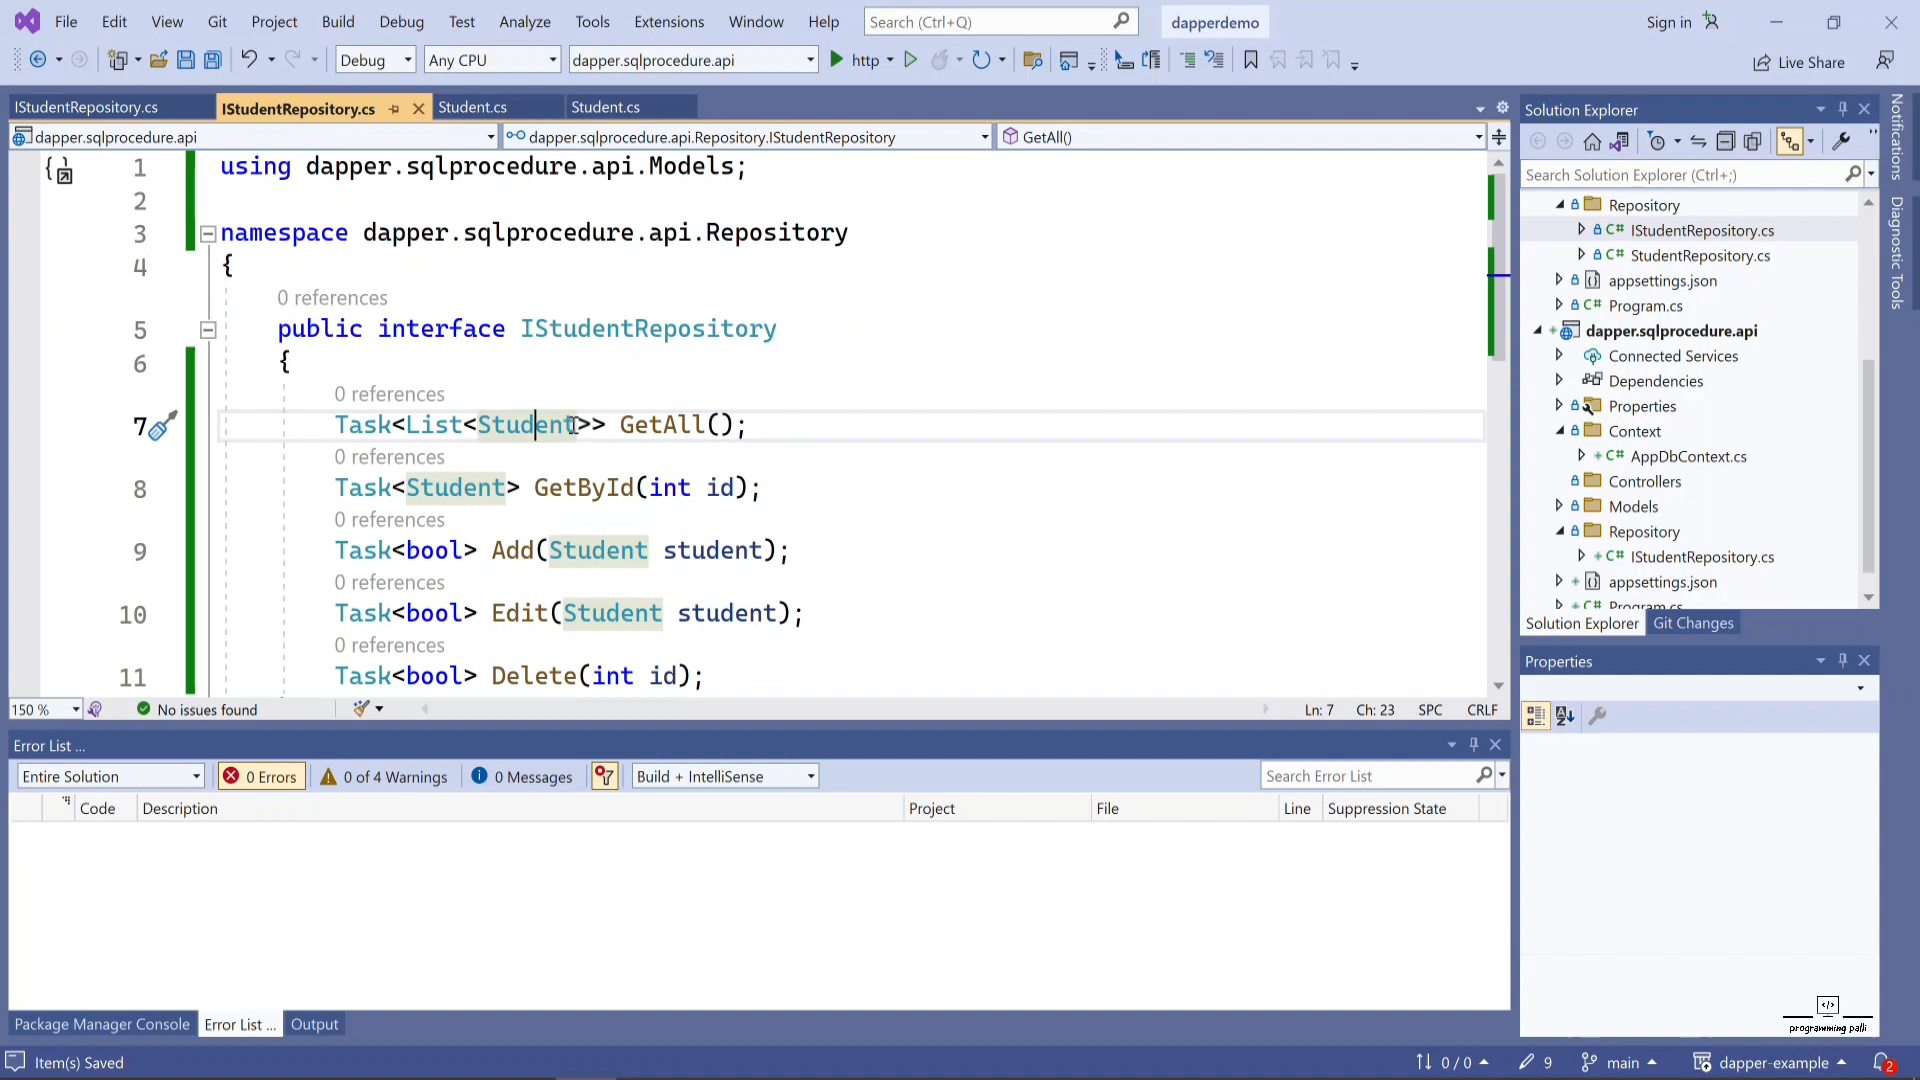 File Edit View Git Project Build Debug Test Analyze Tools Extensions Window Help Search (Ctrl+Q) dapperdemo Sign in
Debug Any CPU dapper.sqlprocedure.api http Live Share
IStudentRepository.cs IStudentRepository.cs Student.cs Student.cs
dapper.sqlprocedure.api dapper.sqlprocedure.api.Repository.IStudentRepository GetAll()
1 using dapper.sqlprocedure.api.Models;
2
3 namespace dapper.sqlprocedure.api.Repository
4 {
0 references
5 public interface IStudentRepository
6 {
0 references
7 Task<List<Student>> GetAll();
0 references
8 Task<Student> GetById(int id);
0 references
9 Task<bool> Add(Student student);
0 references
10 Task<bool> Edit(Student student);
0 references
11 Task<bool> Delete(int id);
150 % No issues found Ln: 7 Ch: 23 SPC CRLF
Error List ...
Entire Solution 0 Errors 0 of 4 Warnings 0 Messages Build + IntelliSense Search Error List
Code Description Project File Line Suppression State
Package Manager Console Error List ... Output
Item(s) Saved 0 / 0 9 main dapper-example 2
Solution Explorer
Search Solution Explorer (Ctrl+;)
Repository
C# IStudentRepository.cs
C# StudentRepository.cs
appsettings.json
C# Program.cs
dapper.sqlprocedure.api
Connected Services
Dependencies
Properties
Context
C# AppDbContext.cs
Controllers
Models
Repository
C# IStudentRepository.cs
appsettings.json
C# Program.cs
Solution Explorer Git Changes
Properties
Notifications
Diagnostic Tools
programming palli